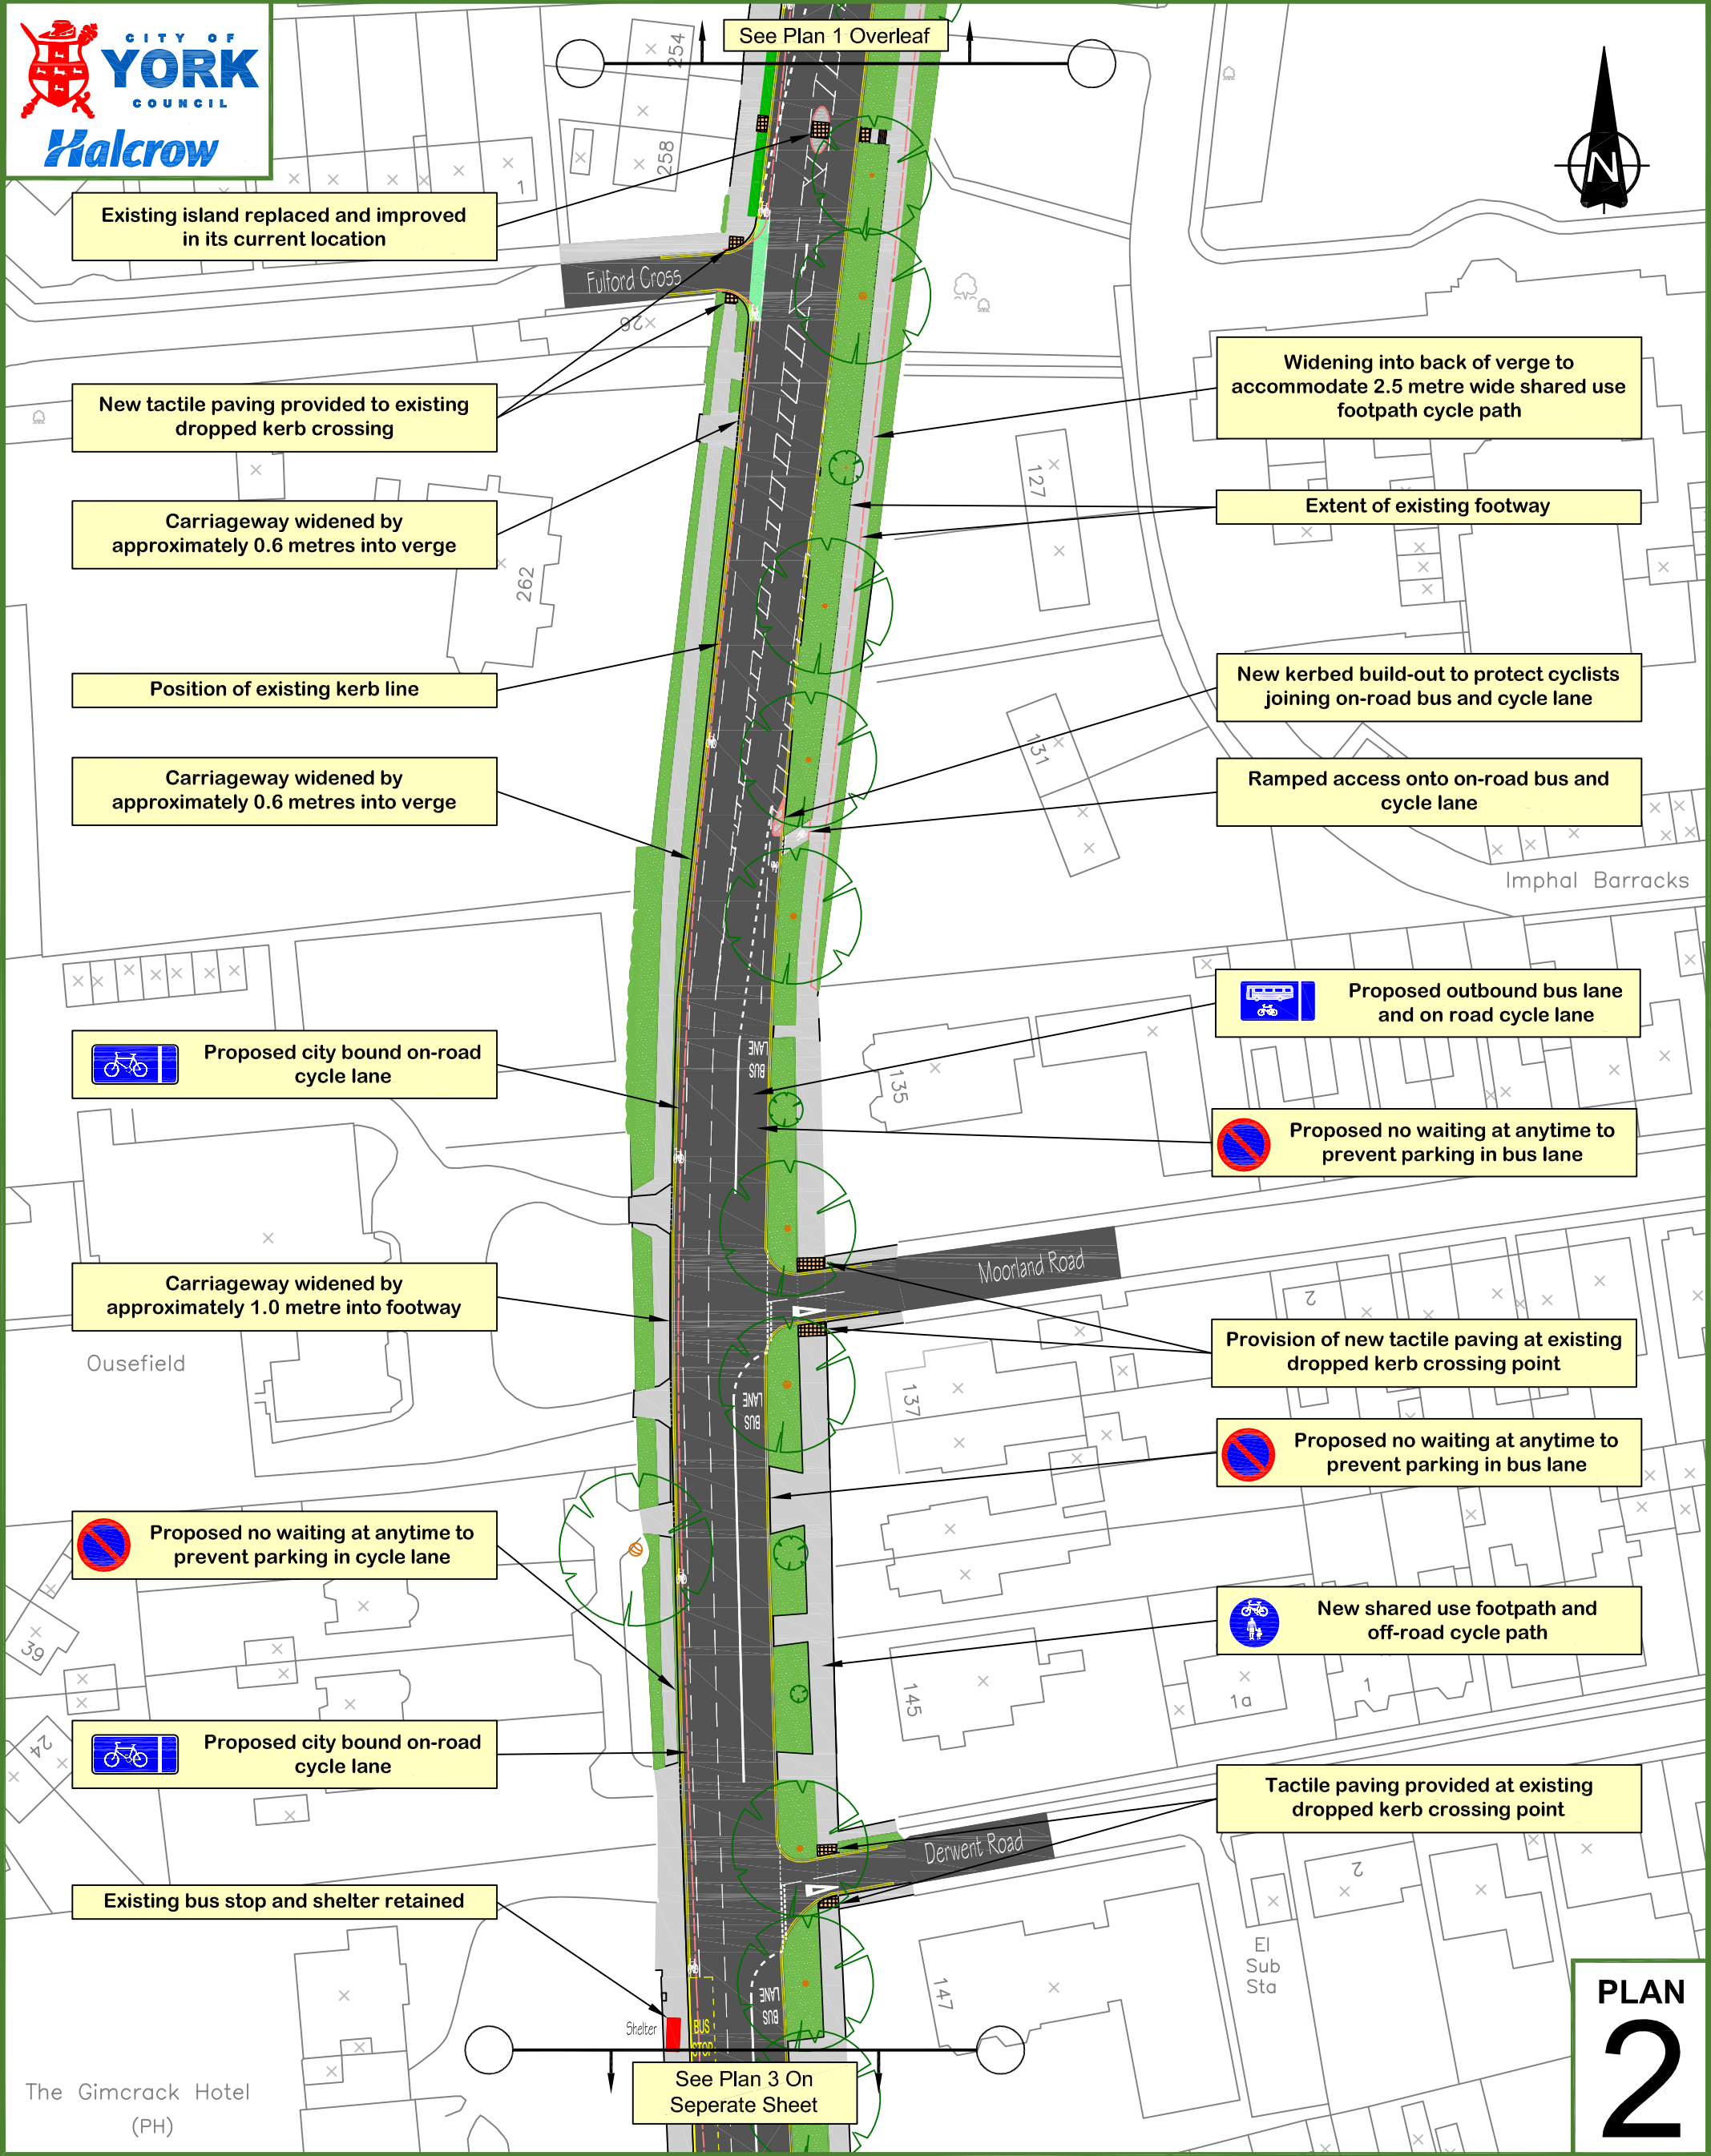 CITY OF
YORK
COUNCIL
Halcrow
See Plan 1 Overleaf
N
254
258
1
Existing island replaced and improved
in its current location
Fulford Cross
26
New tactile paving provided to existing
dropped kerb crossing
Widening into back of verge to
accommodate 2.5 metre wide shared use
footpath cycle path
127
Extent of existing footway
Carriageway widened by
approximately 0.6 metres into verge
262
Position of existing kerb line
New kerbed build-out to protect cyclists
joining on-road bus and cycle lane
131
Carriageway widened by
approximately 0.6 metres into verge
Ramped access onto on-road bus and
cycle lane
Imphal Barracks
Proposed outbound bus lane
and on road cycle lane
Proposed city bound on-road
cycle lane
BUS
LANE
135
Proposed no waiting at anytime to
prevent parking in bus lane
Moorland Road
Carriageway widened by
approximately 1.0 metre into footway
2
Provision of new tactile paving at existing
dropped kerb crossing point
Ousefield
BUS
LANE
137
Proposed no waiting at anytime to
prevent parking in bus lane
Proposed no waiting at anytime to
prevent parking in cycle lane
New shared use footpath and
off-road cycle path
39
145
1a
1
24
Proposed city bound on-road
cycle lane
Tactile paving provided at existing
dropped kerb crossing point
Derwent Road
2
Existing bus stop and shelter retained
El
Sub
Sta
147
BUS
LANE
Shelter
BUS
STOP
See Plan 3 On
Seperate Sheet
The Gimcrack Hotel
(PH)
PLAN
2